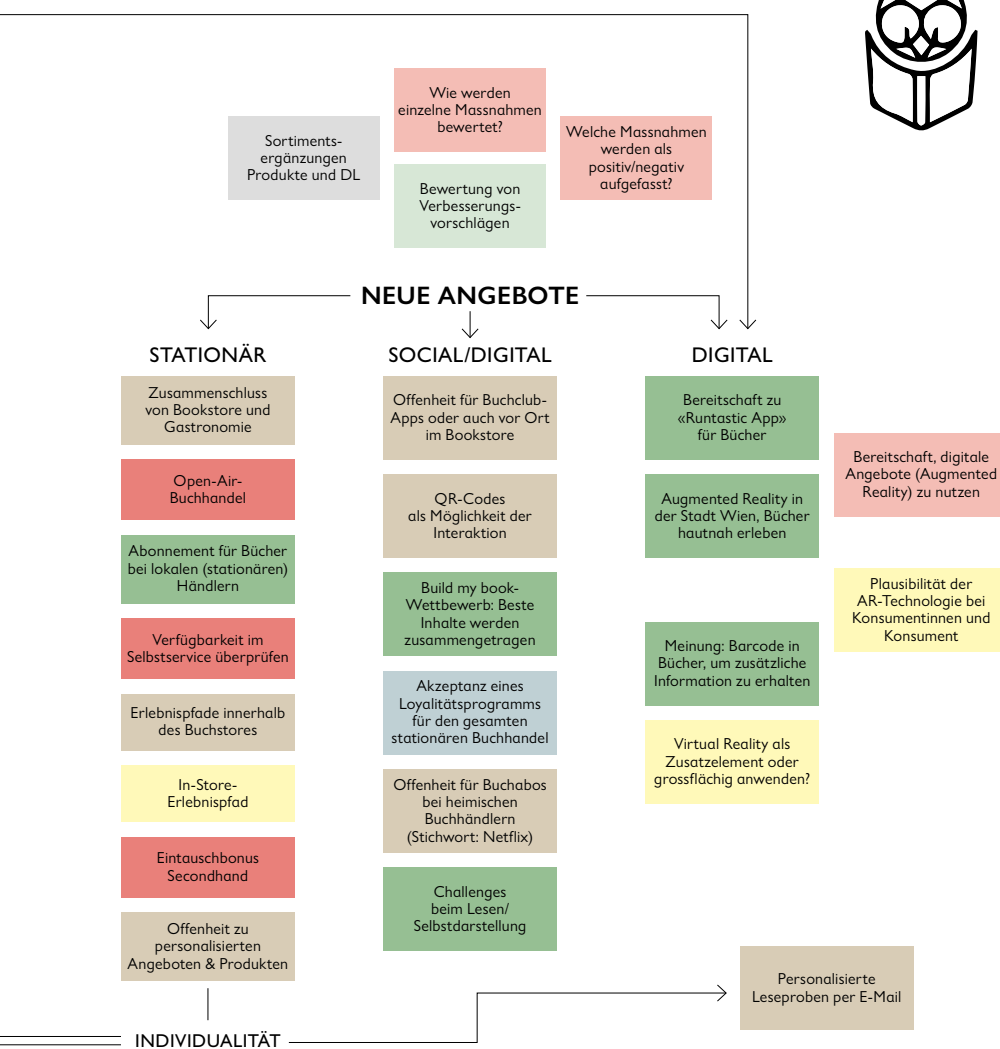 Wie werden
einzelne Massnahmen
bewertet?
Sortiments-
ergänzungen
Produkte und DL
Welche Massnahmen
werden als
positiv/negativ
aufgefasst?
Bewertung von
Verbesserungs-
vorschlägen
NEUE ANGEBOTE
STATIONÄR
Zusammenschluss
von Bookstore und
Gastronomie
Open-Air-
Buchhandel
Abonnement für Bücher
bei lokalen (stationären)
Händlern
Verfügbarkeit im
Selbstservice überprüfen
Erlebnispfade innerhalb
des Buchstores
In-Store-
Erlebnispfad
Eintauschbonus
Secondhand
Offenheit zu
personalisierten
Angeboten & Produkten
SOCIAL/DIGITAL
Offenheit für Buchclub-
Apps oder auch vor Ort
im Bookstore
QR-Codes
als Möglichkeit der
Interaktion
Build my book-
Wettbewerb: Beste
Inhalte werden
zusammengetragen
Akzeptanz eines
Loyalitätsprogramms
für den gesamten
stationären Buchhandel
Offenheit für Buchabos
bei heimischen
Buchhändlern
(Stichwort: Netflix)
Challenges
beim Lesen/
Selbstdarstellung
DIGITAL
Bereitschaft zu
«Runtastic App»
für Bücher
Augmented Reality in
der Stadt Wien, Bücher
hautnah erleben
Meinung: Barcode in
Bücher, um zusätzliche
Information zu erhalten
Virtual Reality als
Zusatzelement oder
grossflächig anwenden?
Bereitschaft, digitale
Angebote (Augmented
Reality) zu nutzen
Plausibilität der
AR-Technologie bei
Konsumentinnen und
Konsument
Personalisierte
Leseproben per E-Mail
INDIVIDUALITÄT